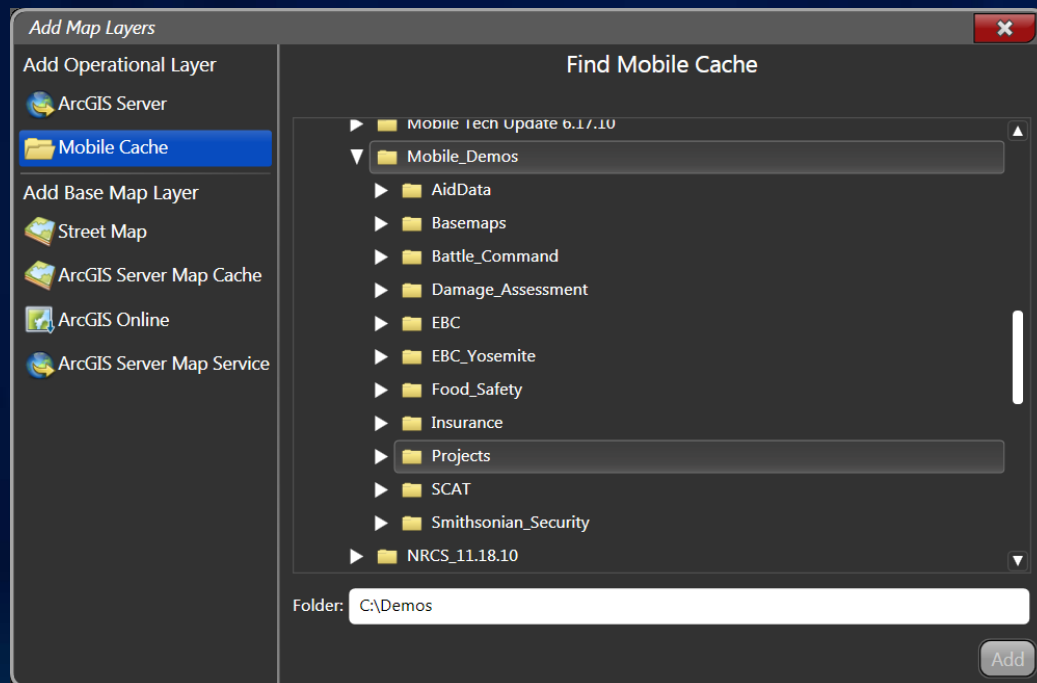 Add Map Layers
Add Operational Layer
ArcGIS Server
Mobile Cache
Add Base Map Layer
Street Map
ArcGIS Server Map Cache
ArcGIS Online
ArcGIS Server Map Service
Find Mobile Cache
Mobile Tech Update 6.17.10
Mobile_Demos
AidData
Basemaps
Battle_Command
Damage_Assessment
EBC
EBC_Yosemite
Food_Safety
Insurance
Projects
SCAT
Smithsonian_Security
NRCS_11.18.10
Folder: C:\Demos
Add